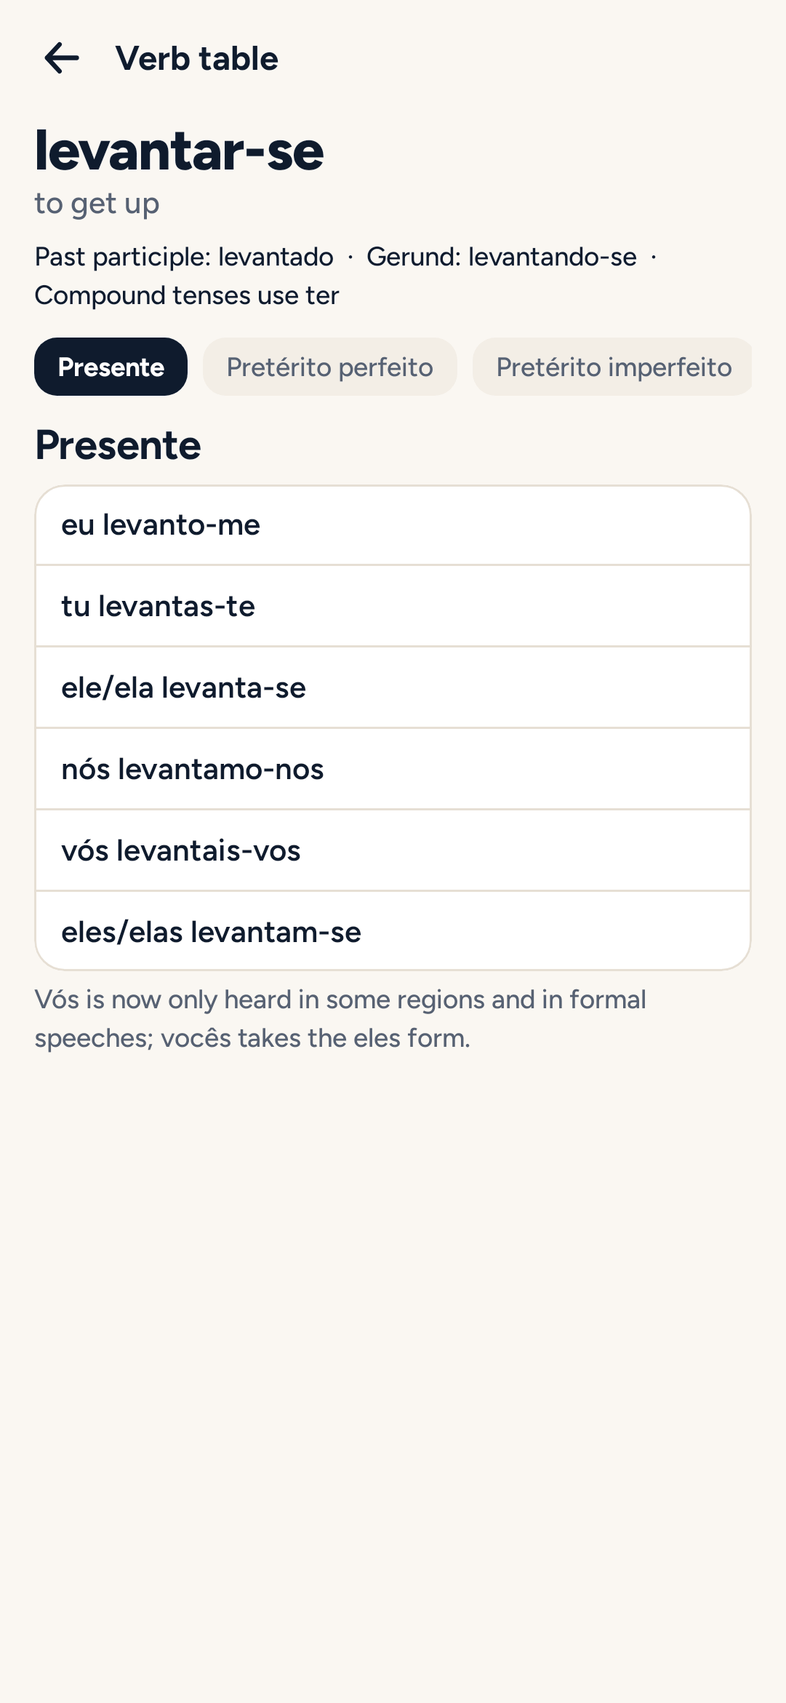 Verb table
levantar-se
to get up
Past participle: levantado · Gerund: levantando-se ·
Compound tenses use ter
Presente Pretérito perfeito Pretérito imperfeito
Presente
eu levanto-me
tu levantas-te
ele/ela levanta-se
nós levantamo-nos
vós levantais-vos
eles/elas levantam-se
Vós is now only heard in some regions and in formal
speeches; vocês takes the eles form.